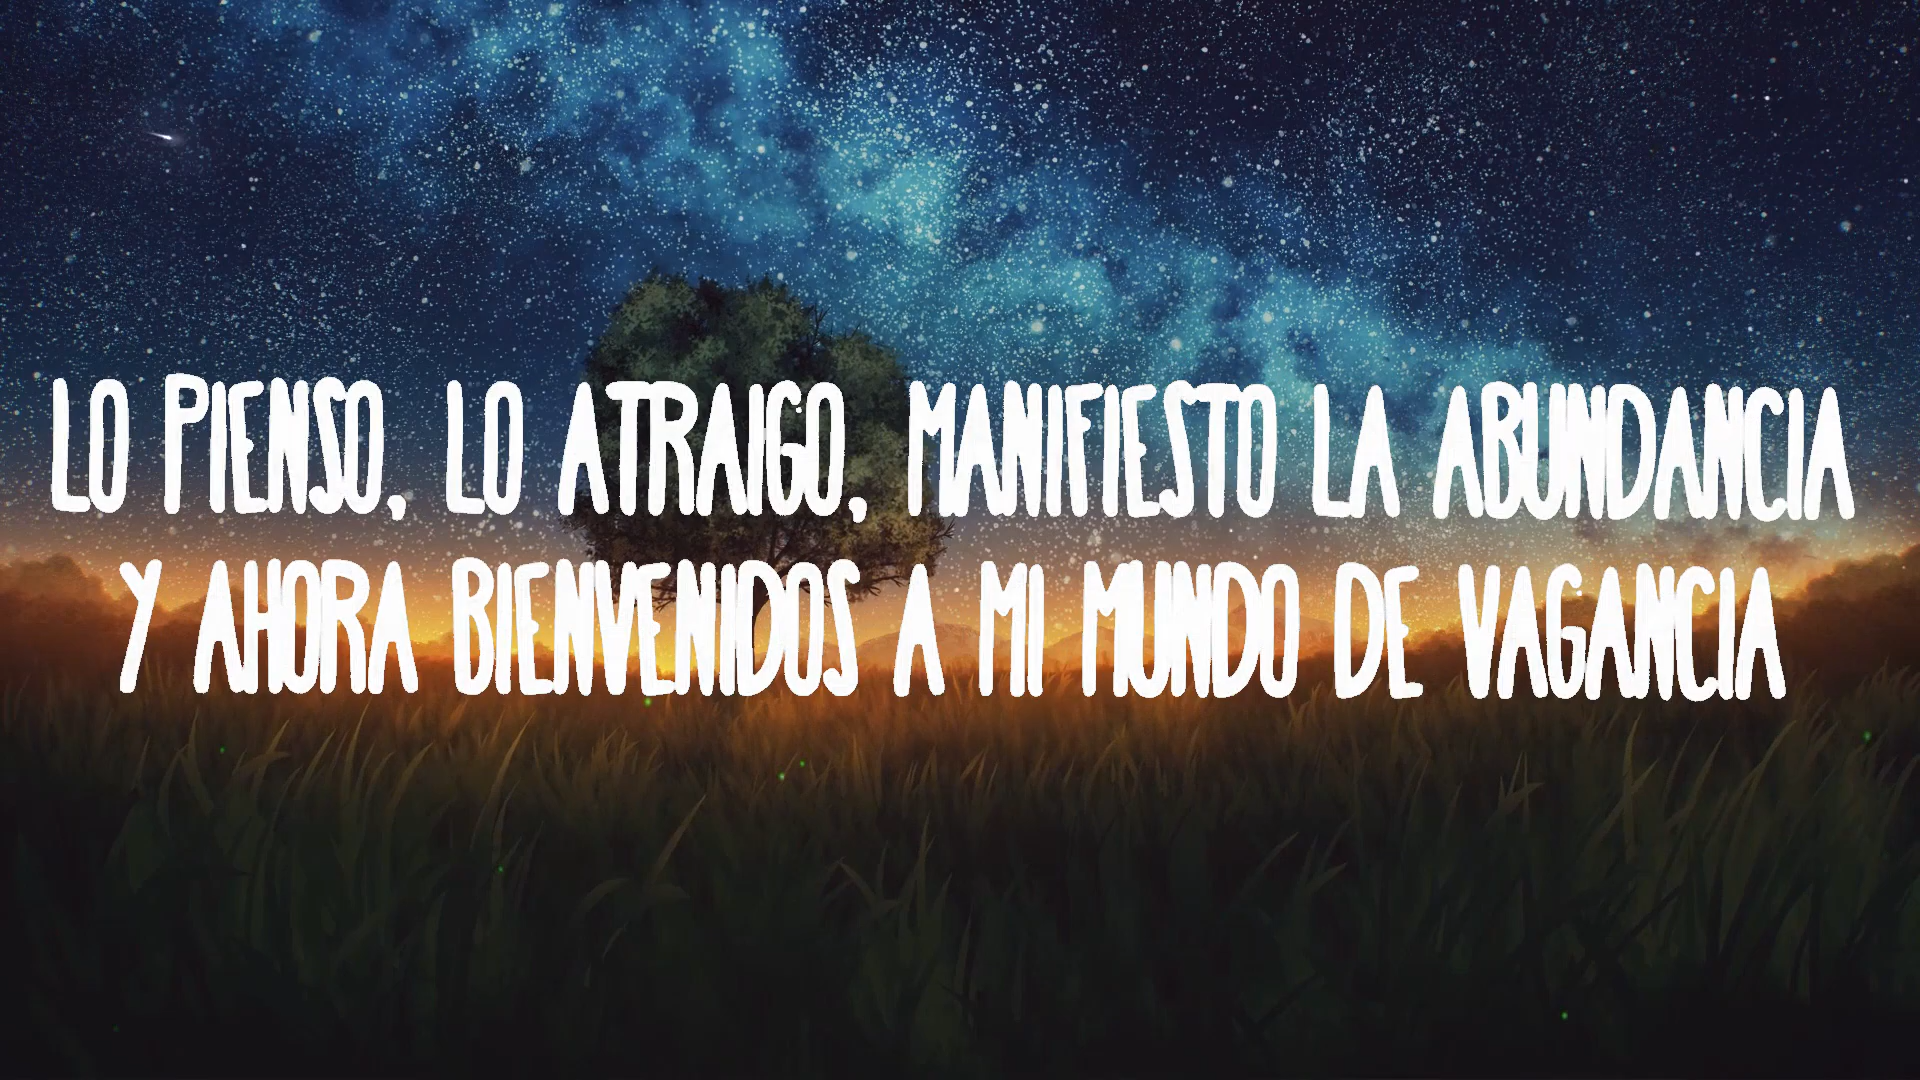 LO PIENSO, LO ATRAIGO, MANIFIESTO LA ABUNDANCIA
Y AHORA BIENVENIDOS A MI MUNDO DE VAGANCIA